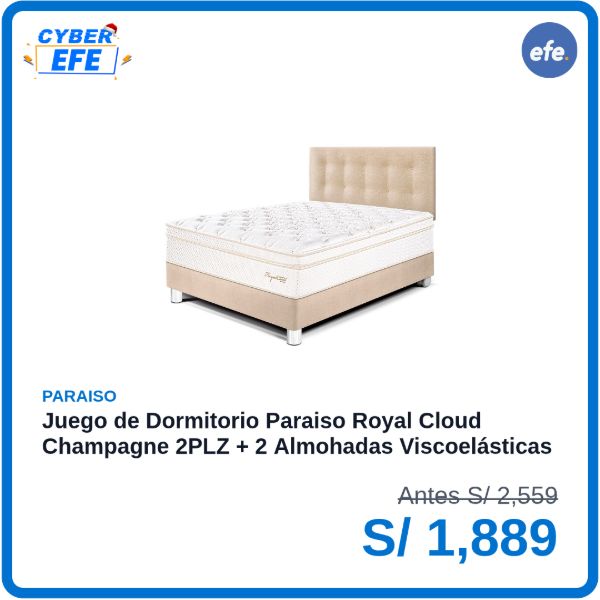 CYBER
EFE
efe.
PARAISO
Juego de Dormitorio Paraiso Royal Cloud
Champagne 2PLZ + 2 Almohadas Viscoelásticas
Antes S/ 2,559
S/ 1,889